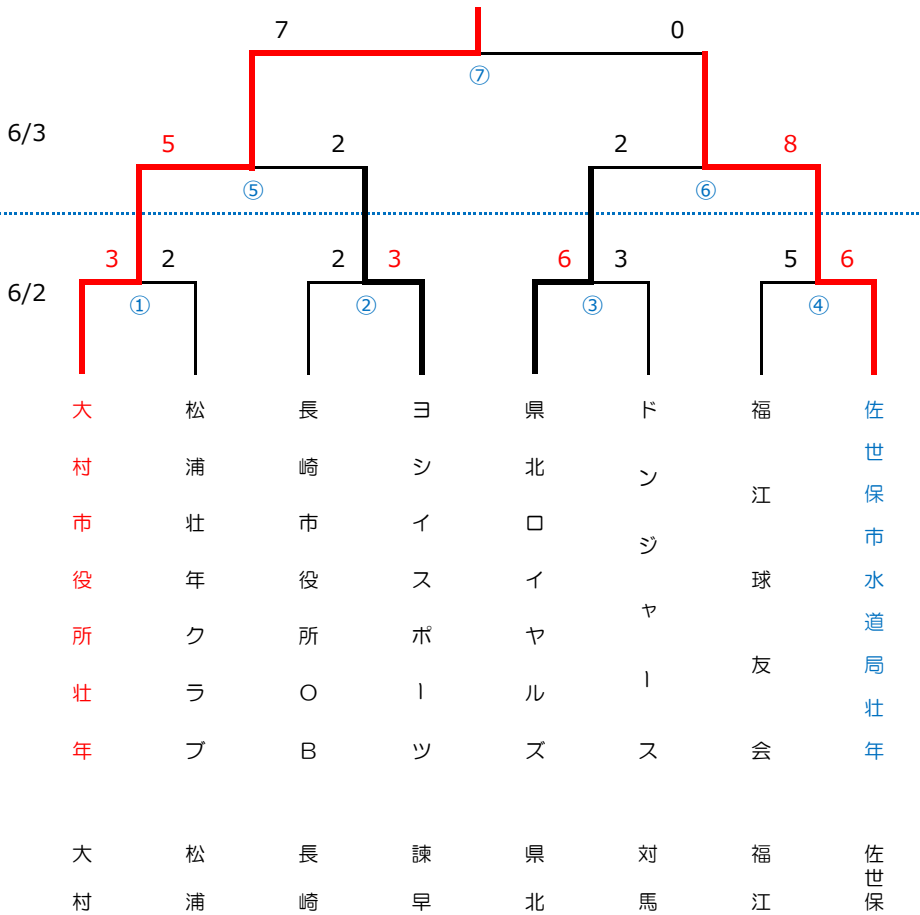 7 0
⑦
6/3
5 2 2 8
⑤ ⑥
3 2 2 3 6 3 5 6
6/2
① ② ③ ④
大村市役所壮年
松浦壮年クラブ
長崎市役所OB
ヨシイスポーツ
県北ロイヤルズ
ドンジャース
福江球友会
佐世保市水道局壮年
大村
松浦
長崎
諫早
県北
対馬
福江
佐世保